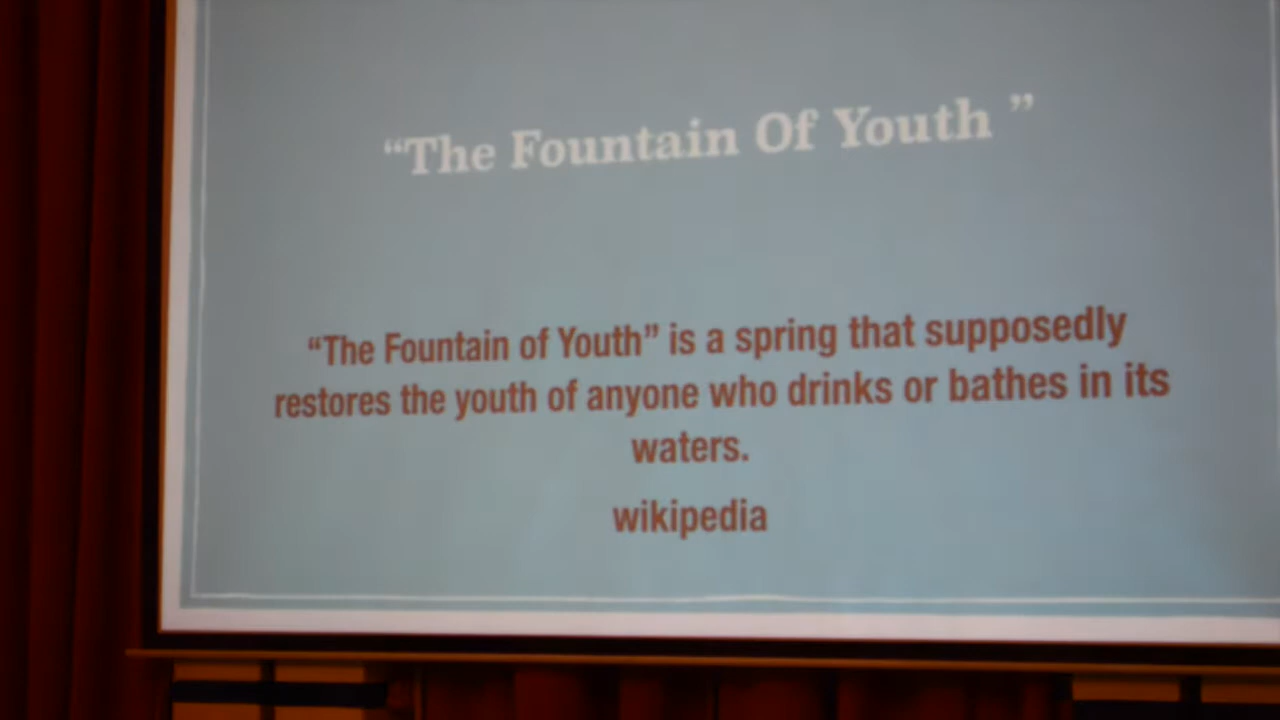 “The Fountain Of Youth ”
“The Fountain of Youth” is a spring that supposedly
restores the youth of anyone who drinks or bathes in its
waters.
wikipedia